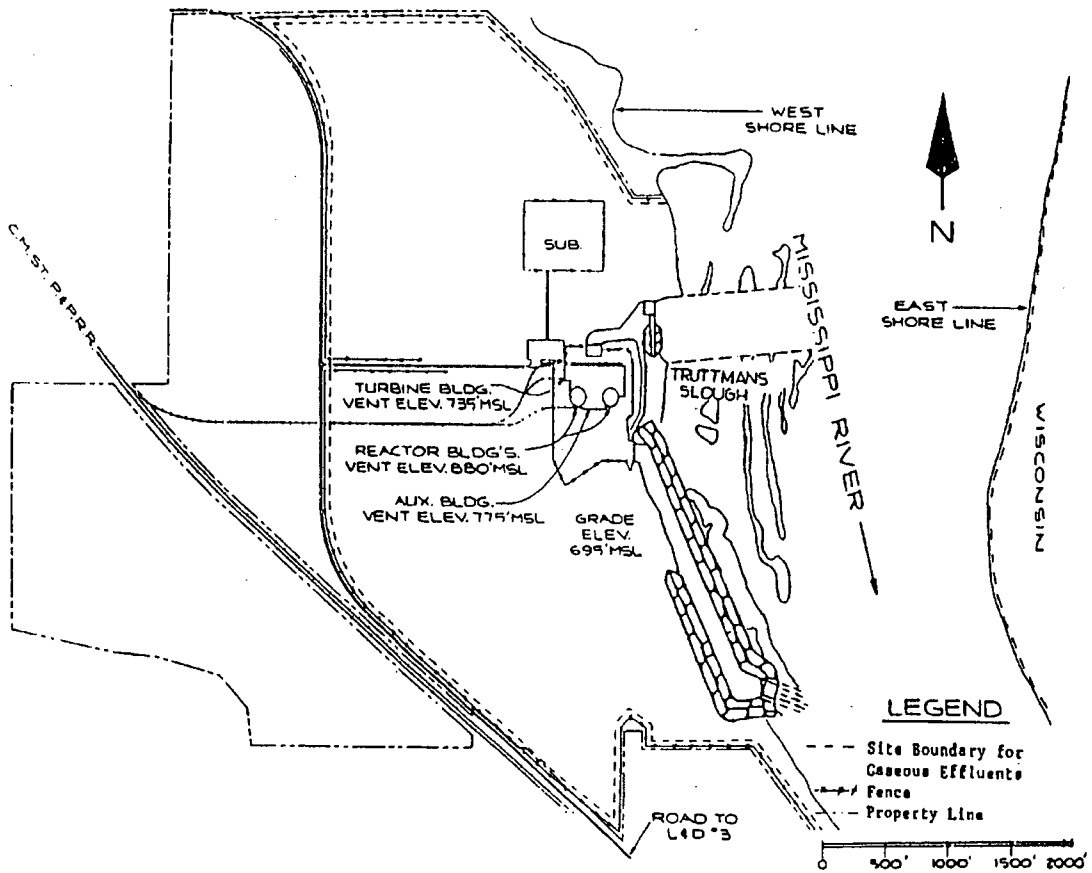 WEST
SHORE LINE
N
C.M. ST. P. & P. R.R.
SUB.
MISSISSIPPI RIVER
EAST
SHORE LINE
TURBINE BLDG.
VENT ELEV. 735'MSL
TRUTTMANS
SLOUGH
REACTOR BLDG'S.
VENT ELEV. 880'MSL
AUX. BLDG.
VENT ELEV. 775'MSL
GRADE
ELEV.
695'MSL
WISCONSIN
LEGEND
Site Boundary for
Gaseous Effluents
Fence
Property Line
ROAD TO
L&D #3
0 500' 1000' 1500' 2000'